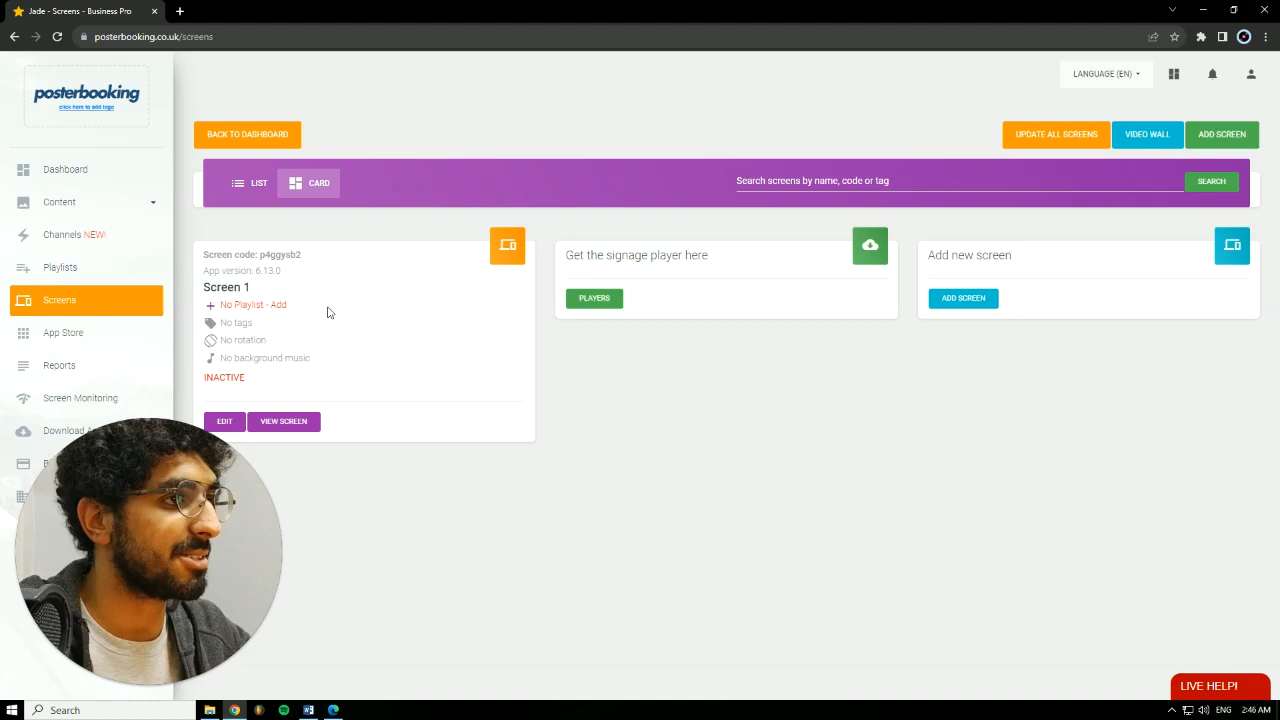 Jade - Screens - Business Pro
posterbooking.co.uk/screens
posterbooking
click here to add logo
LANGUAGE (EN)
BACK TO DASHBOARD
UPDATE ALL SCREENS
VIDEO WALL
ADD SCREEN
Dashboard
Content
Channels NEW!
Playlists
Screens
App Store
Reports
Screen Monitoring
Download
LIST
CARD
Search screens by name, code or tag
SEARCH
Screen code: p4ggysb2
App version: 6.13.0
Screen 1
No Playlist - Add
No tags
No rotation
No background music
INACTIVE
EDIT
VIEW SCREEN
Get the signage player here
PLAYERS
Add new screen
ADD SCREEN
LIVE HELP!
Search
ENG
2:46 AM